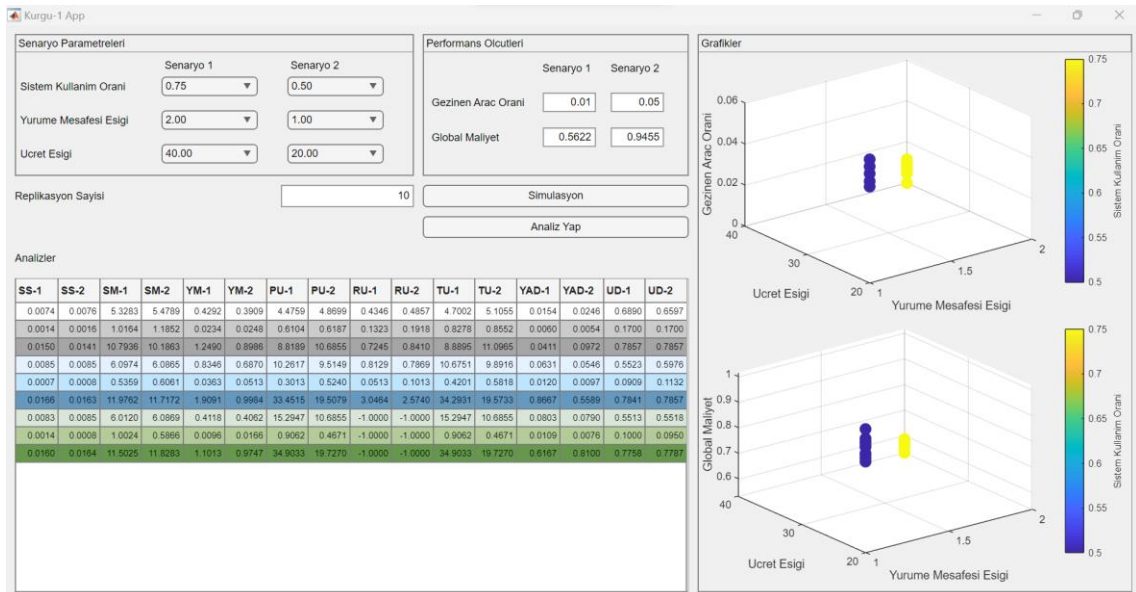 Kurgu-1 App
Senaryo Parametreleri
Senaryo 1 Senaryo 2
Sistem Kullanim Orani 0.75 0.50
Yurume Mesafesi Esigi 2.00 1.00
Ucret Esigi 40.00 20.00
Replikasyon Sayisi 10
Performans Olcutleri
Senaryo 1 Senaryo 2
Gezinen Arac Orani 0.01 0.05
Global Maliyet 0.5622 0.9455
Simulasyon
Analiz Yap
Analizler
SS-1 SS-2 SM-1 SM-2 YM-1 YM-2 PU-1 PU-2 RU-1 RU-2 TU-1 TU-2 YAD-1 YAD-2 UD-1 UD-2
0.0074 0.0076 5.3283 5.4789 0.4292 0.3909 4.4759 4.8699 0.4346 0.4857 4.7002 5.1055 0.0154 0.0246 0.6890 0.6597
0.0014 0.0016 1.0164 1.1852 0.0234 0.0248 0.6104 0.6187 0.1323 0.1918 0.8278 0.8552 0.0060 0.0054 0.1700 0.1700
0.0150 0.0141 10.7936 10.1863 1.2490 0.8986 8.8189 10.6855 0.7245 0.8410 8.8895 11.0965 0.0411 0.0972 0.7857 0.7857
0.0085 0.0085 6.0974 6.0865 0.8346 0.6870 10.2617 9.5149 0.8129 0.7869 10.6751 9.8916 0.0631 0.0546 0.5523 0.5976
0.0007 0.0008 0.5359 0.6061 0.0363 0.0513 0.3013 0.5240 0.0513 0.1013 0.4201 0.5818 0.0120 0.0097 0.0909 0.1132
0.0166 0.0163 11.9762 11.7172 1.9091 0.9984 33.4515 19.5079 3.0464 2.5740 34.2931 19.5733 0.8667 0.5589 0.7841 0.7857
0.0083 0.0085 6.0120 6.0869 0.4118 0.4062 15.2947 10.6855 -1.0000 -1.0000 15.2947 10.6855 0.0803 0.0790 0.5513 0.5518
0.0014 0.0008 1.0024 0.5866 0.0096 0.0166 0.9062 0.4671 -1.0000 -1.0000 0.9062 0.4671 0.0109 0.0076 0.1000 0.0950
0.0160 0.0164 11.5025 11.8283 1.1013 0.9747 34.9033 19.7270 -1.0000 -1.0000 34.9033 19.7270 0.6167 0.8100 0.7758 0.7787
Grafikler
Gezinen Arac Orani
0.06
0.04
0.02
0
40
30
20
Ucret Esigi
1
1.5
2
Yurume Mesafesi Esigi
0.75
0.7
0.65
0.6
0.55
0.5
Sistem Kullanim Orani
Global Maliyet
1
0.9
0.8
0.7
0.6
40
30
20
Ucret Esigi
1
1.5
2
Yurume Mesafesi Esigi
0.75
0.7
0.65
0.6
0.55
0.5
Sistem Kullanim Orani